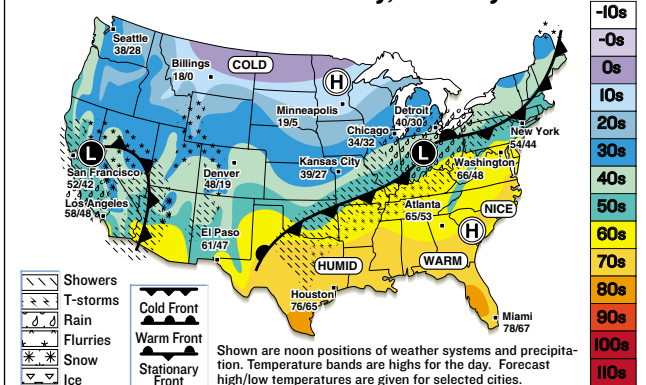 Seattle
38/28
Billings
18/0
COLD
H
Minneapolis
19/5
Detroit
40/30
Chicago
34/32
L
New York
54/44
L
San Francisco
52/42
Denver
48/19
Kansas City
39/27
Washington
66/48
Los Angeles
58/48
Atlanta
65/53
NICE
El Paso
61/47
H
HUMID
WARM
Houston
76/65
Miami
78/67
Showers
T-storms
Rain
Flurries
Snow
Ice
Cold Front
Warm Front
Stationary
Front
Shown are noon positions of weather systems and precipita-
tion. Temperature bands are highs for the day. Forecast
high/low temperatures are given for selected cities.
-10s
-0s
0s
10s
20s
30s
40s
50s
60s
70s
80s
90s
100s
110s